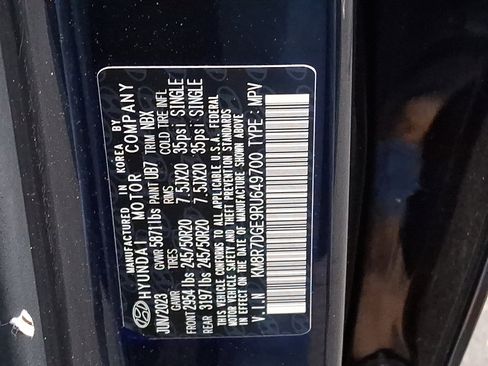 MANUFACTURED IN KOREA BY
HYUNDAI MOTOR COMPANY
JUN/2023 GVWR 5871lbs PAINT UB7 TRIM NBX
GAWR TIRES RIMS COLD TIRE INFL
FRONT 2954 lbs 245/50R20 7.5JX20 35psi SINGLE
REAR 3197 lbs 245/50R20 7.5JX20 35psi SINGLE
THIS VEHICLE CONFORMS TO ALL APPLICABLE U.S.A. FEDERAL
MOTOR VEHICLE SAFETY AND THEFT PREVENTION STANDARDS
IN EFFECT ON THE DATE OF MANUFACTURE SHOWN ABOVE
V.I.N KM8R7DGE9RU649700 TYPE : MPV